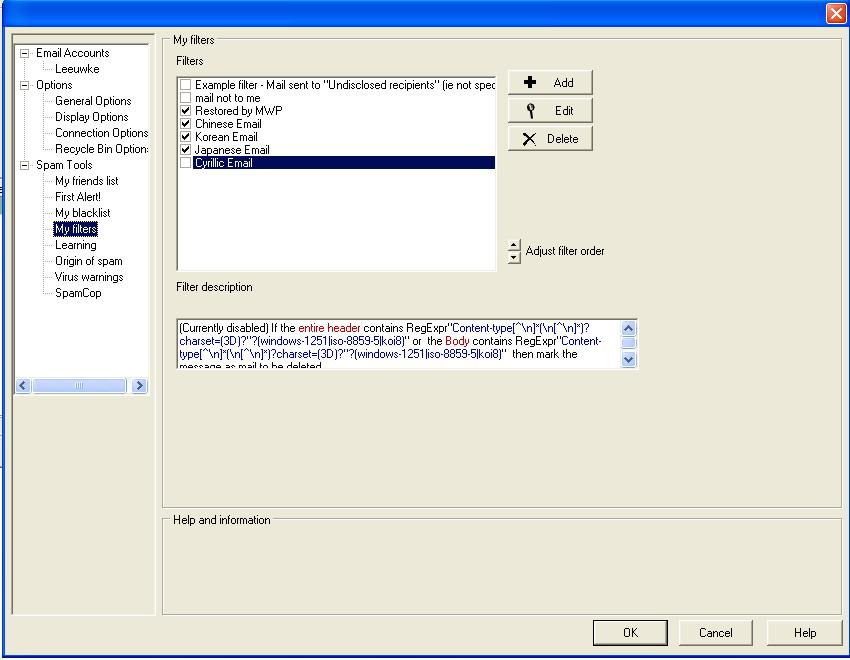 My filters
Email Accounts
Leeuwke
Options
General Options
Display Options
Connection Options
Recycle Bin Option
Spam Tools
My friends list
First Alert!
My blacklist
My filters
Learning
Origin of spam
Virus warnings
SpamCop
Filters
Example filter - Mail sent to "Undisclosed recipients" (ie not spec
mail not to me
Restored by MWP
Chinese Email
Korean Email
Japanese Email
Cyrillic Email
Add
Edit
Delete
Adjust filter order
Filter description
(Currently disabled) If the entire header contains RegExpr"Content-type[^\n]*(\n[^\n]*)?
charset=(3D)?"?(windows-1251|iso-8859-5|koi8)" or the Body contains RegExpr"Content-
type[^\n]*(\n[^\n]*)?charset=(3D)?"?(windows-1251|iso-8859-5|koi8)" then mark the
message as mail to be deleted
Help and information
OK
Cancel
Help